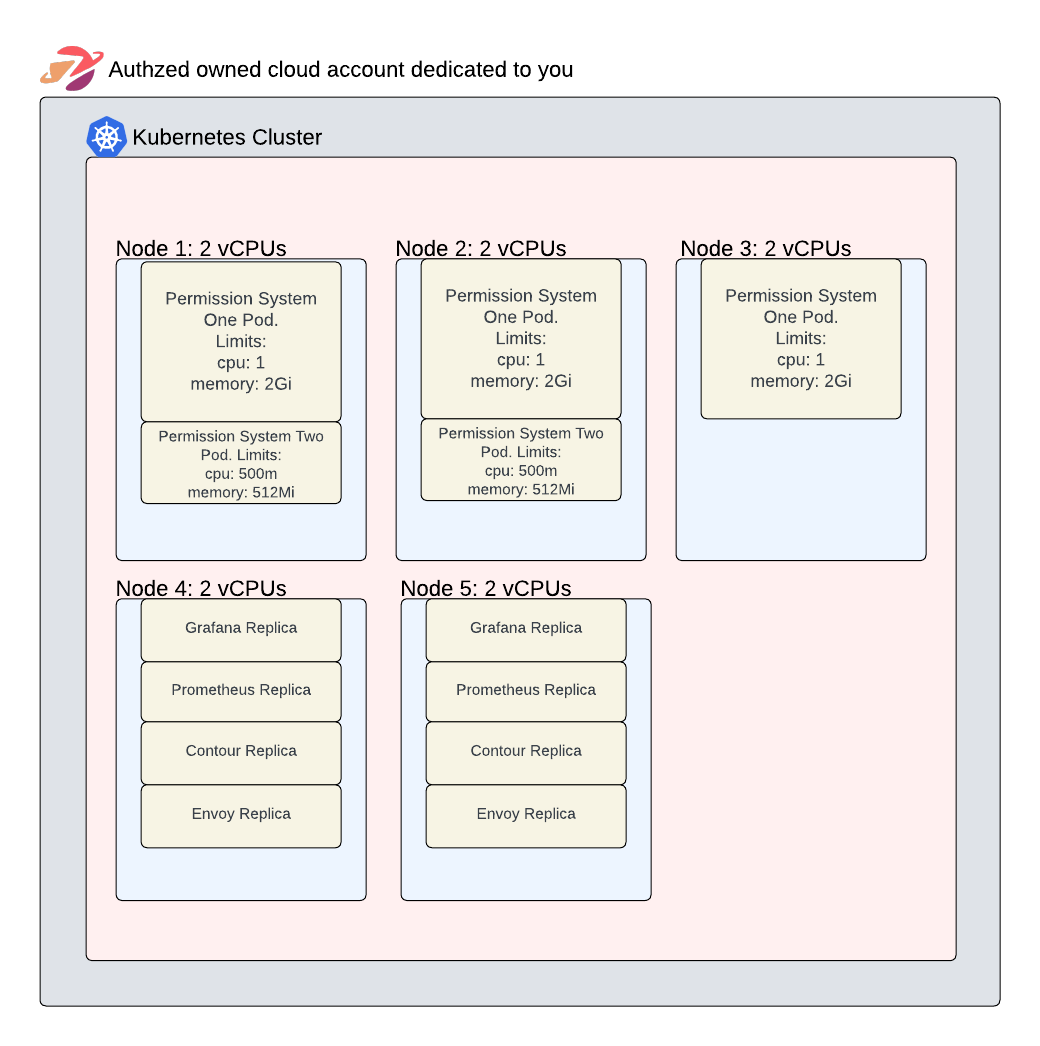 Authzed owned cloud account dedicated to you
Kubernetes Cluster
Node 1: 2 vCPUs
Permission System
One Pod.
Limits:
cpu: 1
memory: 2Gi
Permission System Two
Pod. Limits:
cpu: 500m
memory: 512Mi
Node 2: 2 vCPUs
Permission System
One Pod.
Limits:
cpu: 1
memory: 2Gi
Permission System Two
Pod. Limits:
cpu: 500m
memory: 512Mi
Node 3: 2 vCPUs
Permission System
One Pod.
Limits:
cpu: 1
memory: 2Gi
Node 4: 2 vCPUs
Grafana Replica
Prometheus Replica
Contour Replica
Envoy Replica
Node 5: 2 vCPUs
Grafana Replica
Prometheus Replica
Contour Replica
Envoy Replica